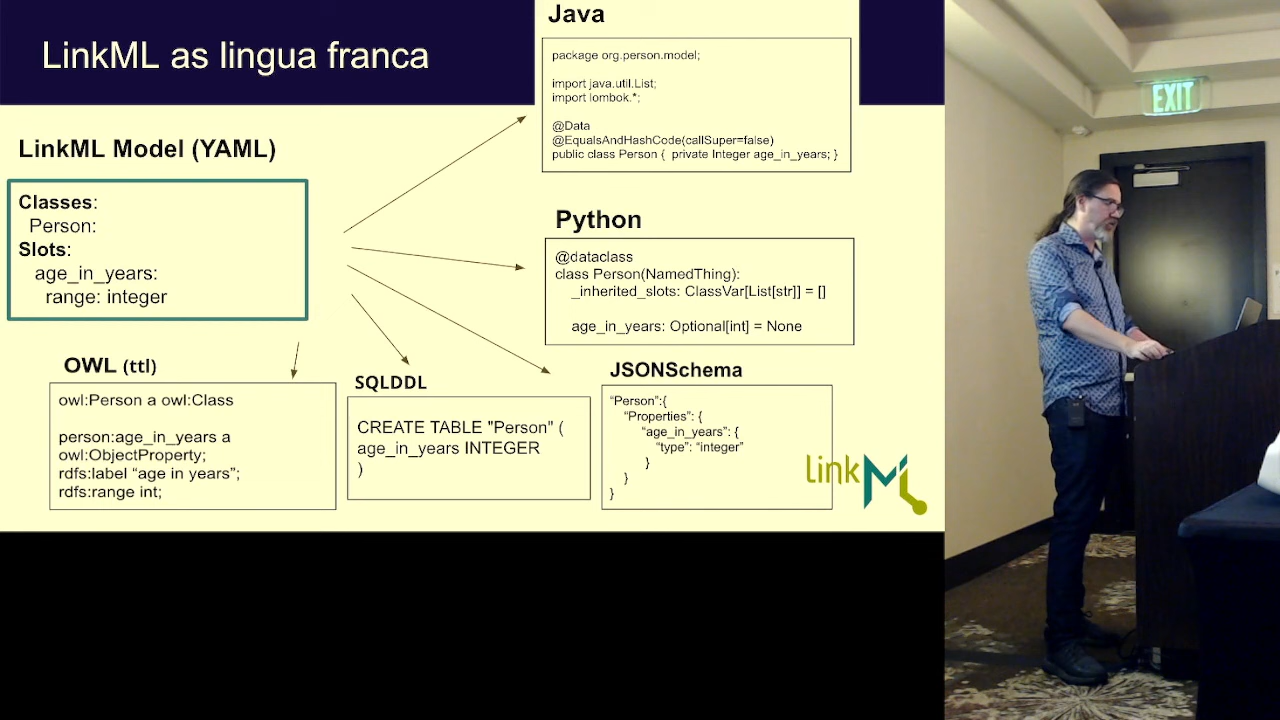 LinkML as lingua franca
LinkML Model (YAML)
Classes:
Person:
Slots:
age_in_years:
range: integer
Java
package org.person.model;
import java.util.List;
import lombok.*;
@Data
@EqualsAndHashCode(callSuper=false)
public class Person { private Integer age_in_years; }
Python
@dataclass
class Person(NamedThing):
_inherited_slots: ClassVar[List[str]] = []
age_in_years: Optional[int] = None
OWL (ttl)
owl:Person a owl:Class
person:age_in_years a
owl:ObjectProperty;
rdfs:label “age in years”;
rdfs:range int;
SQLDDL
CREATE TABLE "Person" (
age_in_years INTEGER
)
JSONSchema
“Person”:{
“Properties”: {
“age_in_years”: {
“type”: “integer”
}
}
}
linkML
EXIT